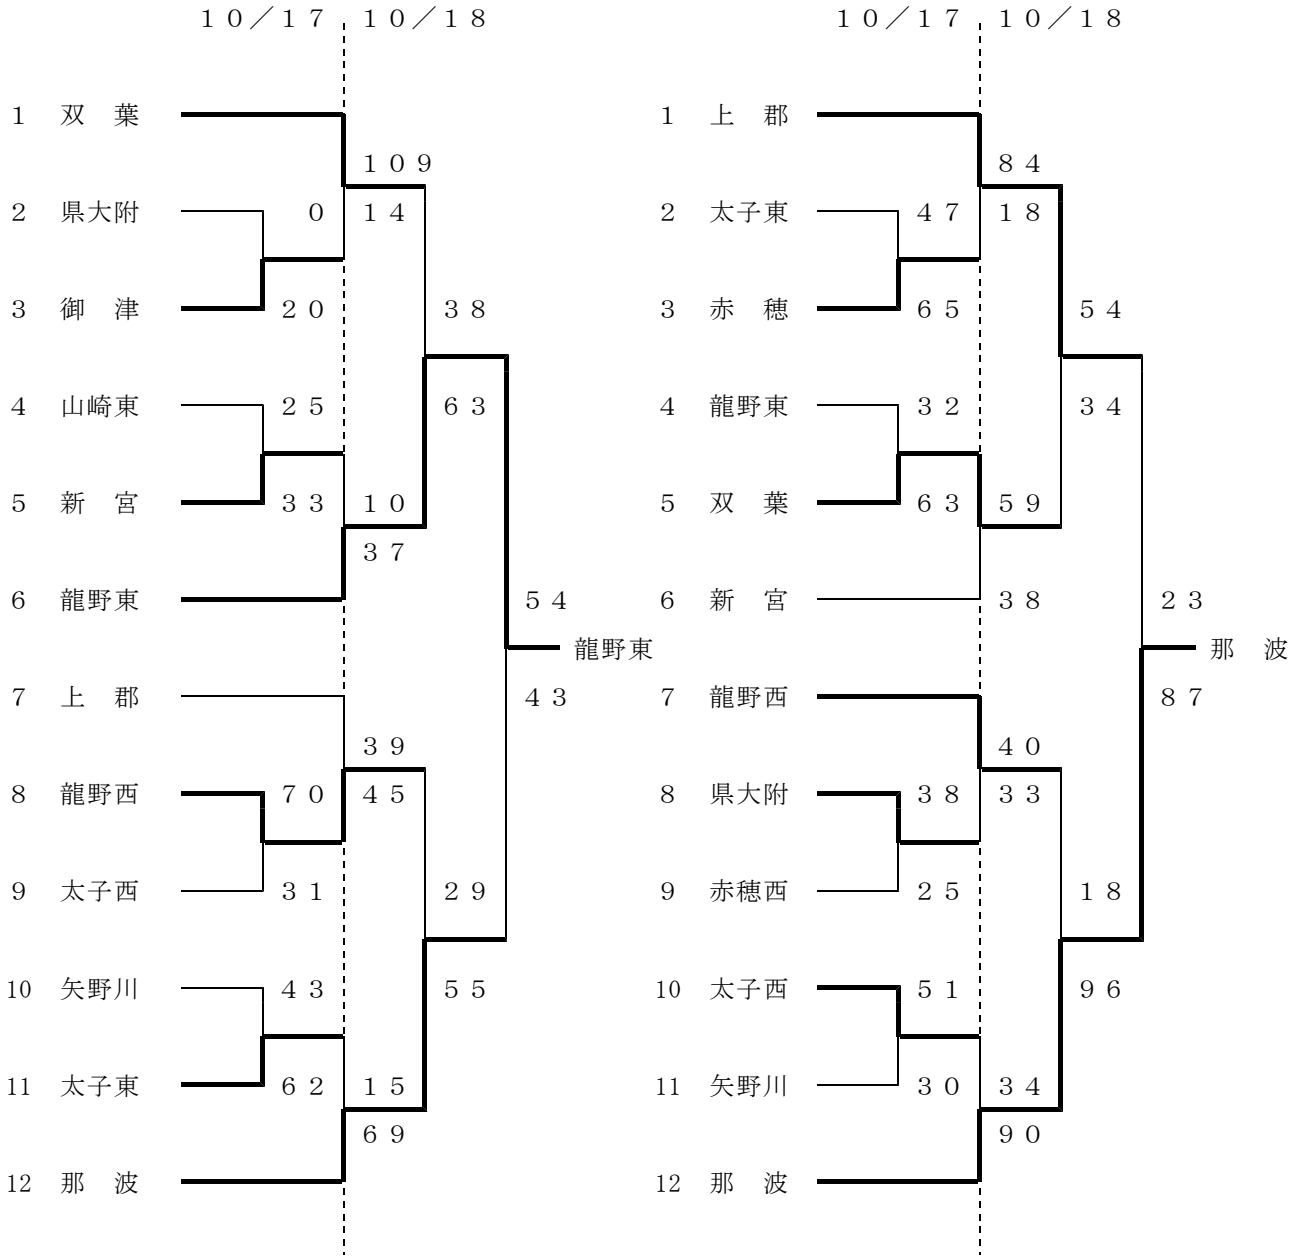 １０／１７ １０／１８ １０／１７ １０／１８
1 双　葉 1 上　郡
１０９ ８４
2 県大附 ０ １４ 2 太子東 ４７ １８
3 御　津 ２０ ３８ 3 赤　穂 ６５ ５４
4 山崎東 ２５ ６３ 4 龍野東 ３２ ３４
5 新　宮 ３３ １０ 5 双　葉 ６３ ５９
３７
6 龍野東 ５４ 6 新　宮 ３８ ２３
龍野東 那　波
7 上　郡 ４３ 7 龍野西 ８７
３９ ４０
8 龍野西 ７０ ４５ 8 県大附 ３８ ３３
9 太子西 ３１ ２９ 9 赤穂西 ２５ １８
10 矢野川 ４３ ５５ 10 太子西 ５１ ９６
11 太子東 ６２ １５ 11 矢野川 ３０ ３４
６９ ９０
12 那　波 12 那　波